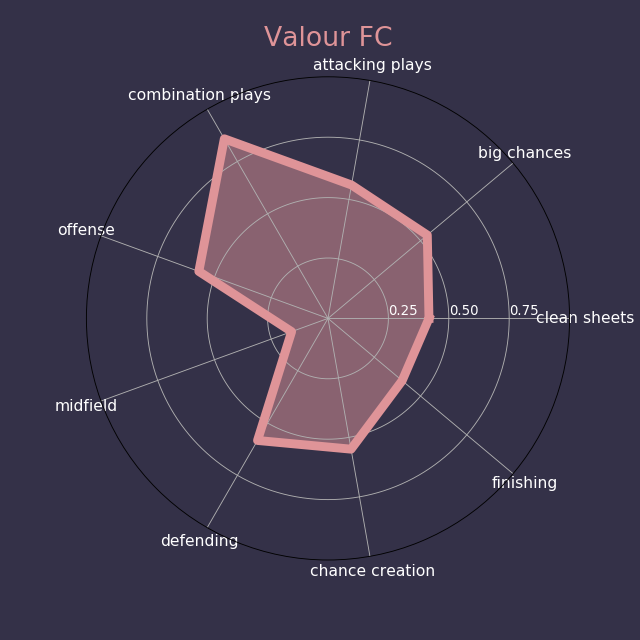 Valour FC
attacking plays
combination plays
big chances
offense
0.25
0.50
0.75
clean sheets
midfield
finishing
defending
chance creation